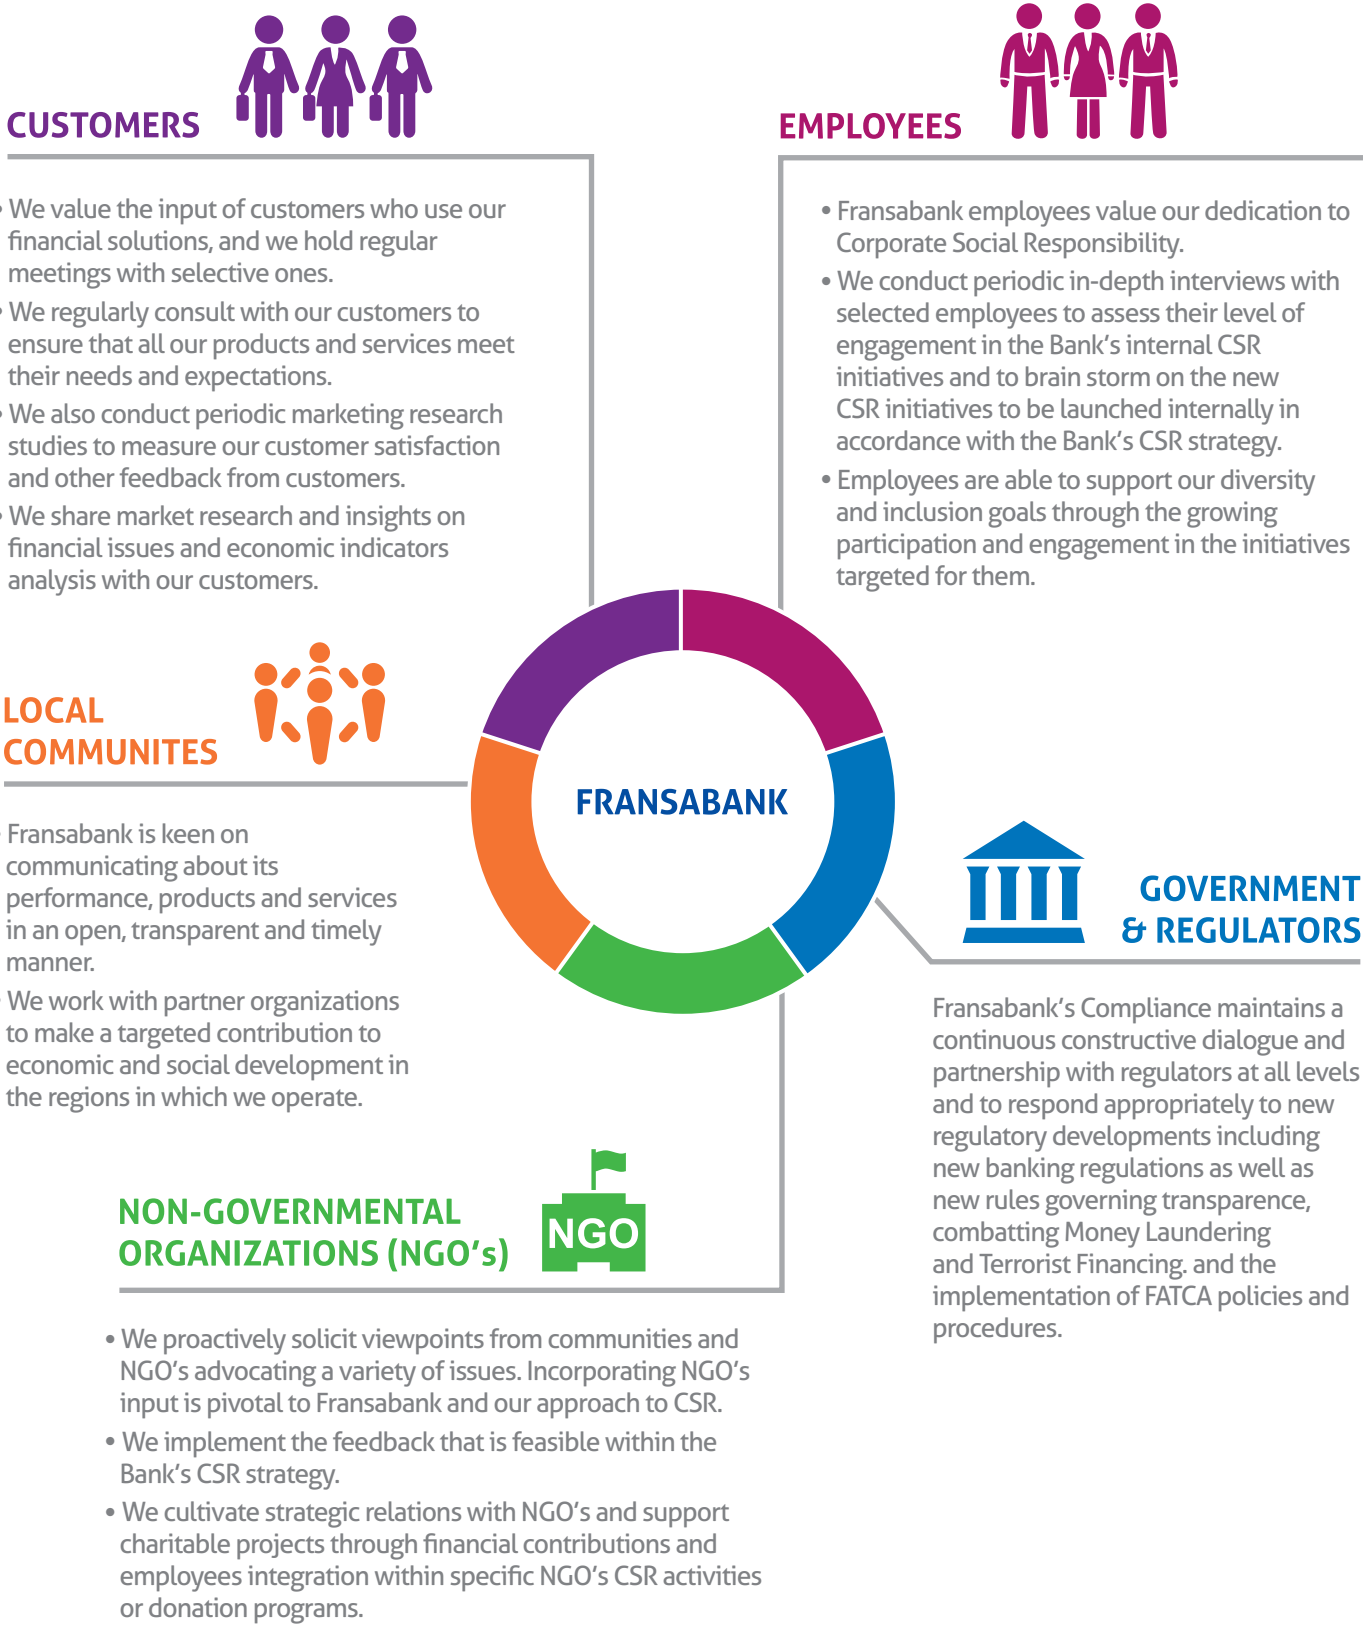 CUSTOMERS
• We value the input of customers who use our
financial solutions, and we hold regular
meetings with selective ones.
• We regularly consult with our customers to
ensure that all our products and services meet
their needs and expectations.
• We also conduct periodic marketing research
studies to measure our customer satisfaction
and other feedback from customers.
• We share market research and insights on
financial issues and economic indicators
analysis with our customers.
EMPLOYEES
• Fransabank employees value our dedication to
Corporate Social Responsibility.
• We conduct periodic in-depth interviews with
selected employees to assess their level of
engagement in the Bank's internal CSR
initiatives and to brain storm on the new
CSR initiatives to be launched internally in
accordance with the Bank's CSR strategy.
• Employees are able to support our diversity
and inclusion goals through the growing
participation and engagement in the initiatives
targeted for them.
LOCAL
COMMUNITES
• Fransabank is keen on
communicating about its
performance, products and services
in an open, transparent and timely
manner.
We work with partner organizations
to make a targeted contribution to
economic and social development in
the regions in which we operate.
FRANSABANK
GOVERNMENT
& REGULATORS
Fransabank's Compliance maintains a
continuous constructive dialogue and
partnership with regulators at all levels
and to respond appropriately to new
regulatory developments including
new banking regulations as well as
new rules governing transparence,
combatting Money Laundering
and Terrorist Financing. and the
implementation of FATCA policies and
procedures.
NON-GOVERNMENTAL
ORGANIZATIONS (NGO's)
NGO
• We proactively solicit viewpoints from communities and
NGO's advocating a variety of issues. Incorporating NGO's
input is pivotal to Fransabank and our approach to CSR.
• We implement the feedback that is feasible within the
Bank's CSR strategy.
• We cultivate strategic relations with NGO's and support
charitable projects through financial contributions and
employees integration within specific NGO's CSR activities
or donation programs.